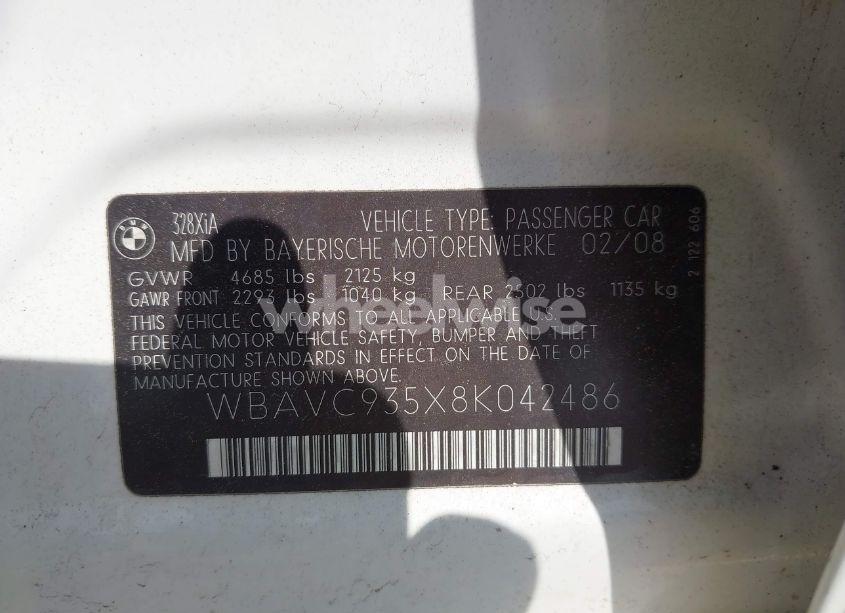 BMW
328XiA
VEHICLE TYPE: PASSENGER CAR
MFD BY BAYERISCHE MOTORENWERKE 02/08
GVWR 4685 lbs 2125 kg
GAWR FRONT 2293 lbs 1040 kg REAR 2502 lbs 1135 kg
THIS VEHICLE CONFORMS TO ALL APPLICABLE U.S.
FEDERAL MOTOR VEHICLE SAFETY, BUMPER AND THEFT
PREVENTION STANDARDS IN EFFECT ON THE DATE OF
MANUFACTURE SHOWN ABOVE.
WBAVC935X8K042486
2 122 606
wheelwise